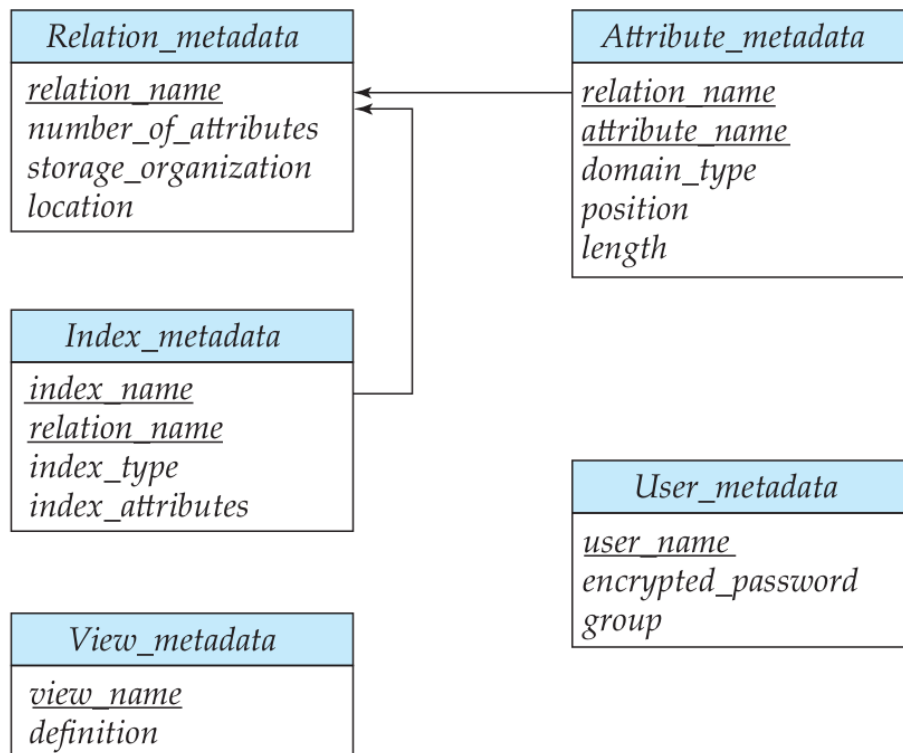 Relation_metadata
relation_name
number_of_attributes
storage_organization
location
Attribute_metadata
relation_name
attribute_name
domain_type
position
length
Index_metadata
index_name
relation_name
index_type
index_attributes
User_metadata
user_name
encrypted_password
group
View_metadata
view_name
definition